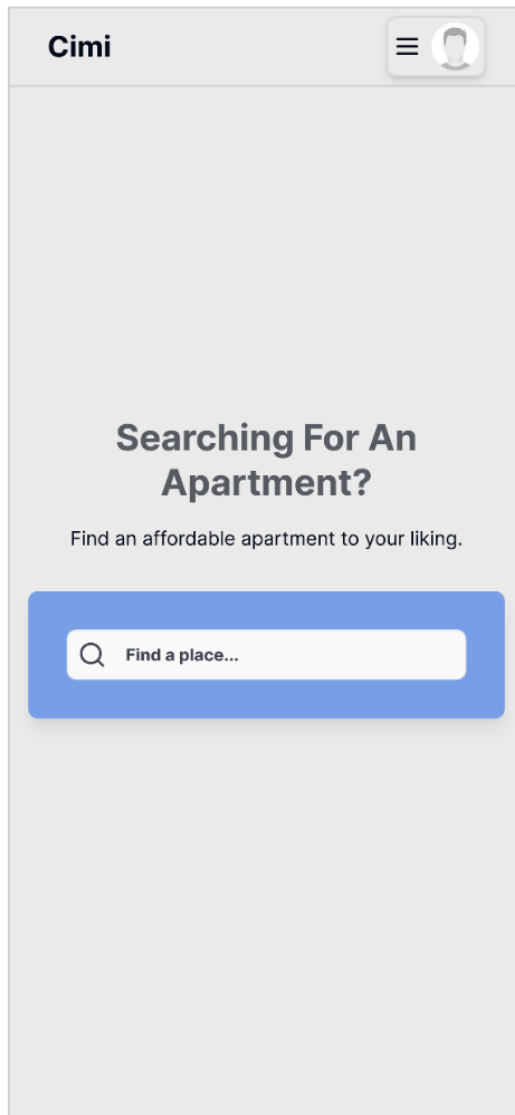 Cimi
Searching For An
Apartment?
Find an affordable apartment to your liking.
Find a place...